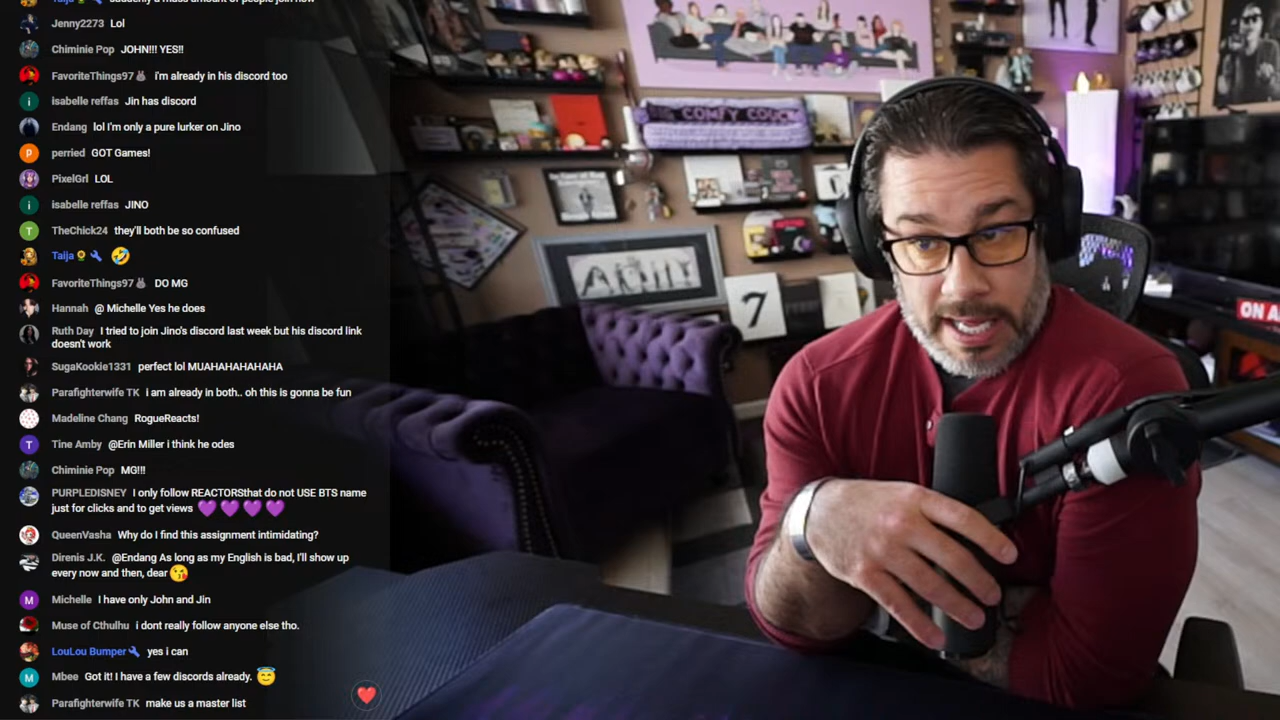 suddenly a mass amount of people join now
Jenny2273 Lol
Chiminie Pop JOHN!!! YES!!
FavoriteThings97 i'm already in his discord too
isabelle reffas Jin has discord
Endang lol I'm only a pure lurker on Jino
perried GOT Games!
PixelGrl LOL
isabelle reffas JINO
TheChick24 they'll both be so confused
Taija 🌻 🔧 🤣
FavoriteThings97 DO MG
Hannah @ Michelle Yes he does
Ruth Day I tried to join Jino's discord last week but his discord link
doesn't work
SugaKookie1331 perfect lol MUAHAHAHAHAHA
Parafighterwife TK i am already in both.. oh this is gonna be fun
Madeline Chang RogueReacts!
Tine Amby @Erin Miller i think he odes
Chiminie Pop MG!!!
PURPLEDISNEY I only follow REACTORSthat do not USE BTS name
just for clicks and to get views 💜 💜 💜 💜
QueenVasha Why do I find this assignment intimidating?
Direnis J.K. @Endang As long as my English is bad, I'll show up
every now and then, dear 😘
Michelle I have only John and Jin
Muse of Cthulhu i dont really follow anyone else tho.
LouLou Bumper yes i can
Mbee Got it! I have a few discords already. 😇
Parafighterwife TK make us a master list
COMFY COUCH
ARMY
7
ON A